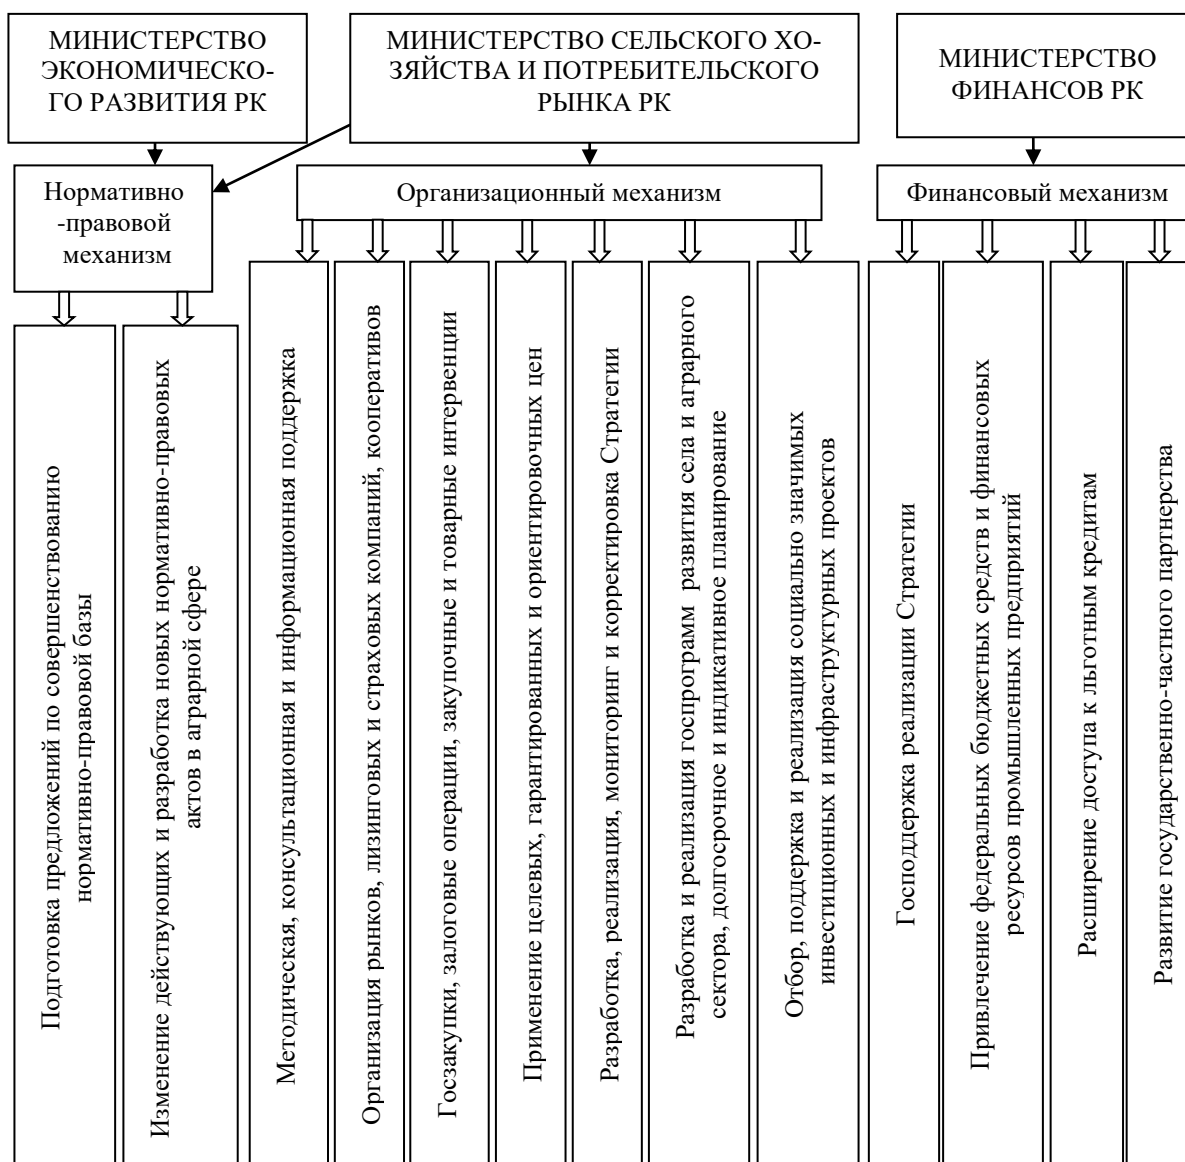 МИНИСТЕРСТВО
ЭКОНОМИЧЕСКО-
ГО РАЗВИТИЯ РК
МИНИСТЕРСТВО СЕЛЬСКОГО ХО-
ЗЯЙСТВА И ПОТРЕБИТЕЛЬСКОГО
РЫНКА РК
МИНИСТЕРСТВО
ФИНАНСОВ РК
Нормативно
-правовой
механизм
Организационный механизм
Финансовый механизм
Подготовка предложений по совершенствованию
нормативно-правовой базы
Изменение действующих и разработка новых нормативно-правовых
актов в аграрной сфере
Методическая, консультационная и информационная поддержка
Организация рынков, лизинговых и страховых компаний, кооперативов
Госзакупки, залоговые операции, закупочные и товарные интервенции
Применение целевых, гарантированных и ориентировочных цен
Разработка, реализация, мониторинг и корректировка Стратегии
Разработка и реализация госпрограмм развития села и аграрного
сектора, долгосрочное и индикативное планирование
Отбор, поддержка и реализация социально значимых
инвестиционных и инфраструктурных проектов
Господдержка реализации Стратегии
Привлечение федеральных бюджетных средств и финансовых
ресурсов промышленных предприятий
Расширение доступа к льготным кредитам
Развитие государственно-частного партнерства